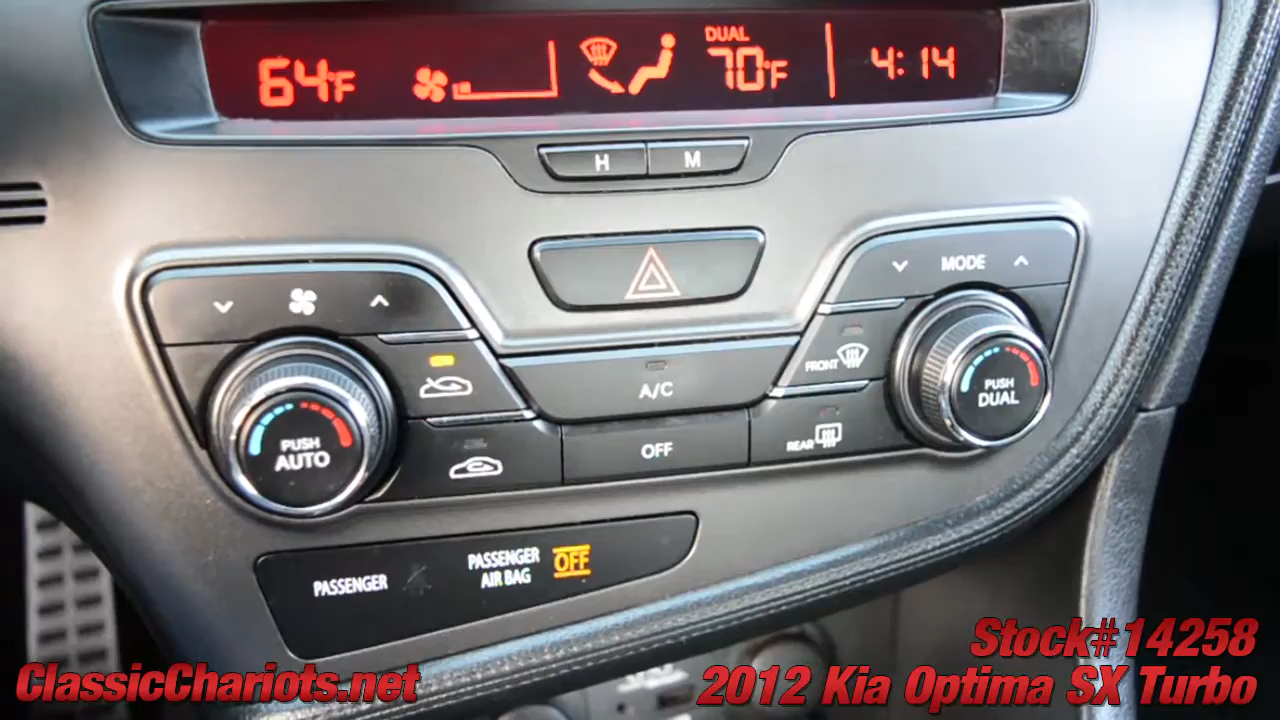 64°F DUAL 70°F 4:14
H M
MODE
FRONT
A/C
PUSH DUAL
PUSH AUTO
OFF
REAR
PASSENGER
PASSENGER AIR BAG OFF
Stock#14258
ClassicChariots.net
2012 Kia Optima SX Turbo